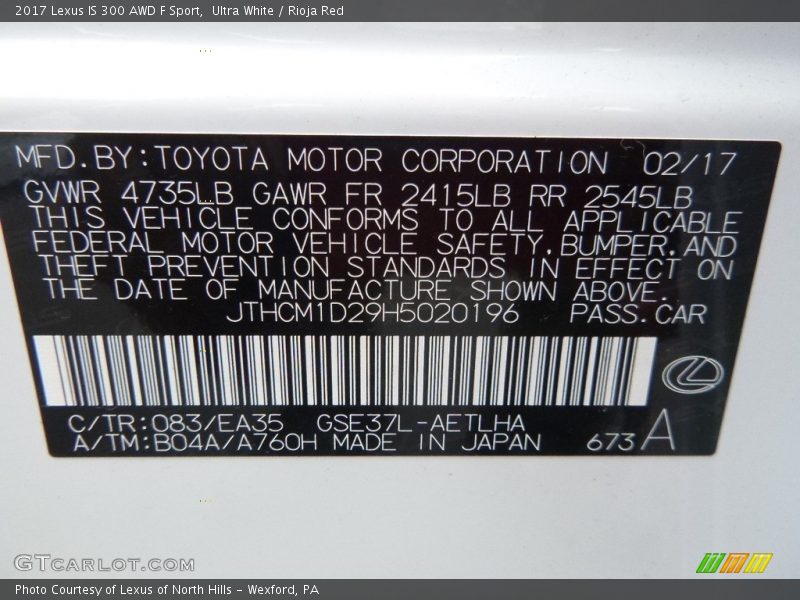 2017 Lexus IS 300 AWD F Sport,  Ultra White / Rioja Red
MFD.BY:TOYOTA MOTOR CORPORATION 02/17
GVWR 4735LB GAWR FR 2415LB RR 2545LB
THIS VEHICLE CONFORMS TO ALL APPLICABLE
FEDERAL MOTOR VEHICLE SAFETY,BUMPER,AND
THEFT PREVENTION STANDARDS IN EFFECT ON
THE DATE OF MANUFACTURE SHOWN ABOVE.
JTHCM1D29H5020196 PASS.CAR
C/TR:083/EA35 GSE37L-AETLHA
A/TM:B04A/A760H MADE IN JAPAN 673A
GTCARLOT.COM
Photo Courtesy of Lexus of North Hills - Wexford, PA